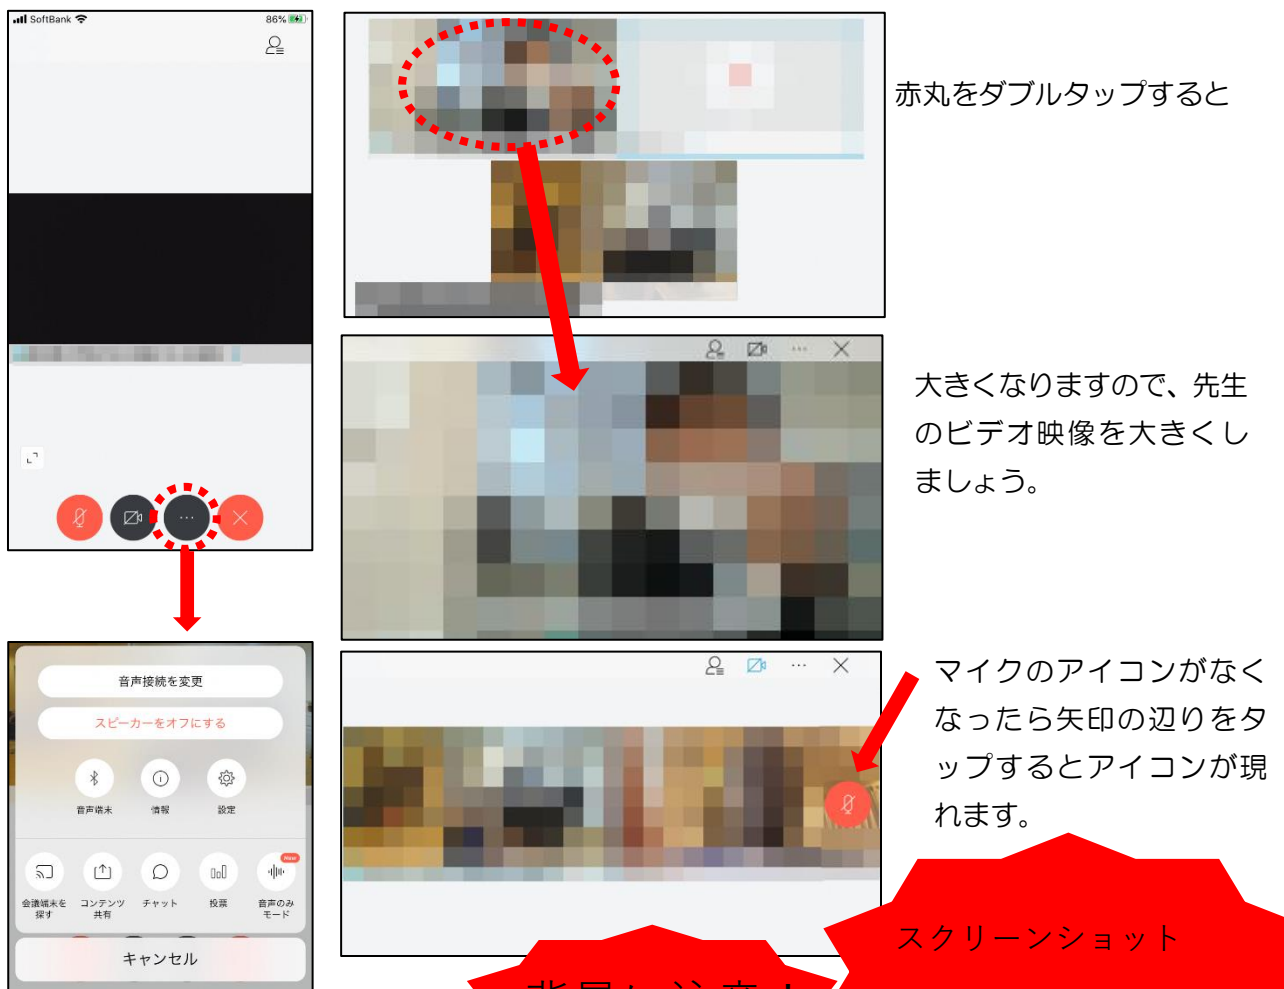 SoftBank
86%
赤丸をダブルタップすると
大きくなりますので、先生
のビデオ映像を大きくし
ましょう。
音声接続を変更
スピーカーをオフにする
音声端末
情報
設定
New
会議端末を
探す
コンテンツ
共有
チャット
投票
音声のみ
モード
キャンセル
マイクのアイコンがなく
なったら矢印の辺りをタ
ップするとアイコンが現
れます。
スクリーンショット